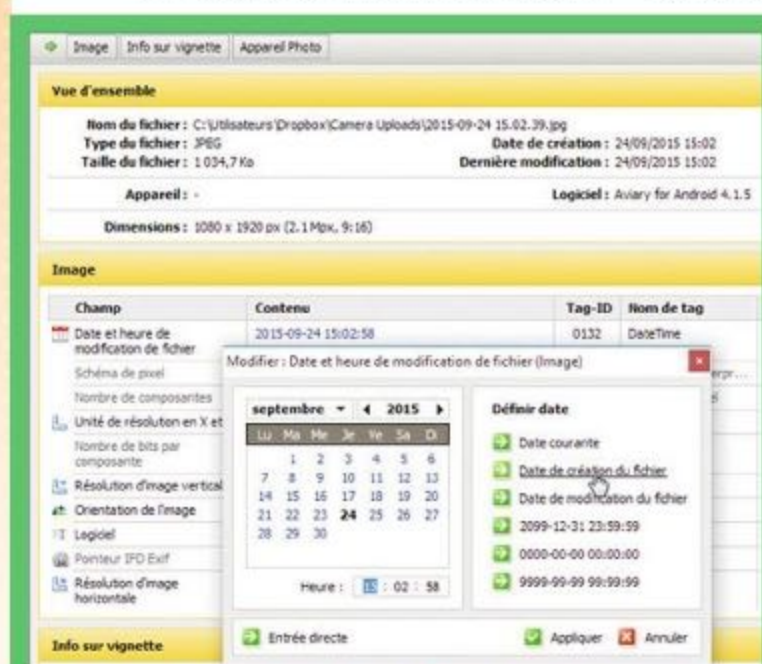 Image Info sur vignette Appareil Photo
Vue d'ensemble
Nom du fichier : C:\Utilisateurs\Dropbox\Camera Uploads\2015-09-24 15.02.39.jpg
Type du fichier : JPEG Date de création : 24/09/2015 15:02
Taille du fichier : 1 034,7 Ko Dernière modification : 24/09/2015 15:02
Appareil : - Logiciel : Aviary for Android 4.1.5
Dimensions : 1080 x 1920 px (2.1 Mpx, 9:16)
Image
Champ Contenu Tag-ID Nom de tag
Date et heure de 2015-09-24 15:02:58 0132 DateTime
modification de fichier
Schéma de pixel
Nombre de composantes
Unité de résolution en X et
Nombre de bits par
composante
Résolution d'image vertical
Orientation de l'image
Logiciel
Pointeur IFD Exif
Résolution d'image
horizontale
Info sur vignette
Modifier : Date et heure de modification de fichier (Image)
septembre 2015
Lu Ma Me Je Ve Sa Di
1 2 3 4 5 6
7 8 9 10 11 12 13
14 15 16 17 18 19 20
21 22 23 24 25 26 27
28 29 30
Heure : 15 : 02 : 58
Définir date
Date courante
Date de création du fichier
Date de modification du fichier
2099-12-31 23:59:59
0000-00-00 00:00:00
9999-99-99 99:99:99
Entrée directe Appliquer Annuler